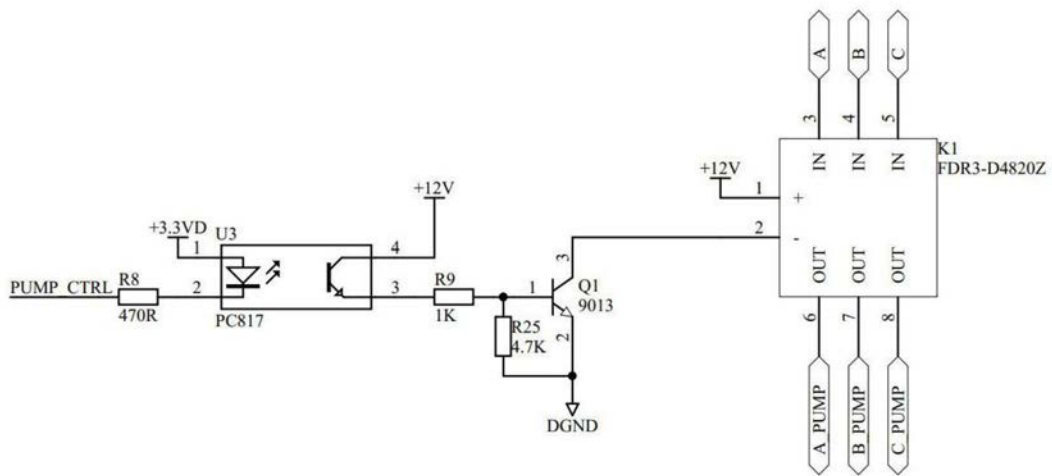 A
B
C
3
4
5
IN
IN
IN
K1
FDR3-D4820Z
+12V
1
+
2
-
OUT
OUT
OUT
6
7
8
A_PUMP
B_PUMP
C_PUMP
+12V
+3.3VD
U3
1
4
PUMP_CTRL
R8
2
3
R9
1
3
Q1
9013
470R
PC817
1K
R25
4.7K
2
DGND